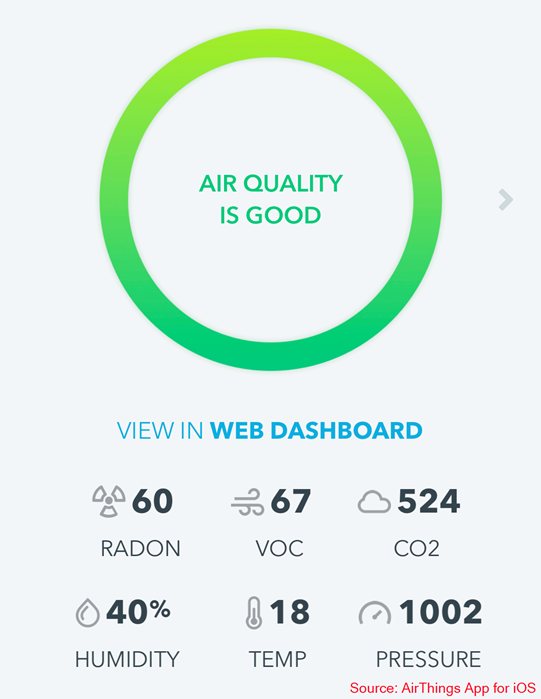 AIR QUALITY
IS GOOD
VIEW IN WEB DASHBOARD
60 67 524
RADON VOC CO2
40% 18 1002
HUMIDITY TEMP PRESSURE
Source: AirThings App for iOS